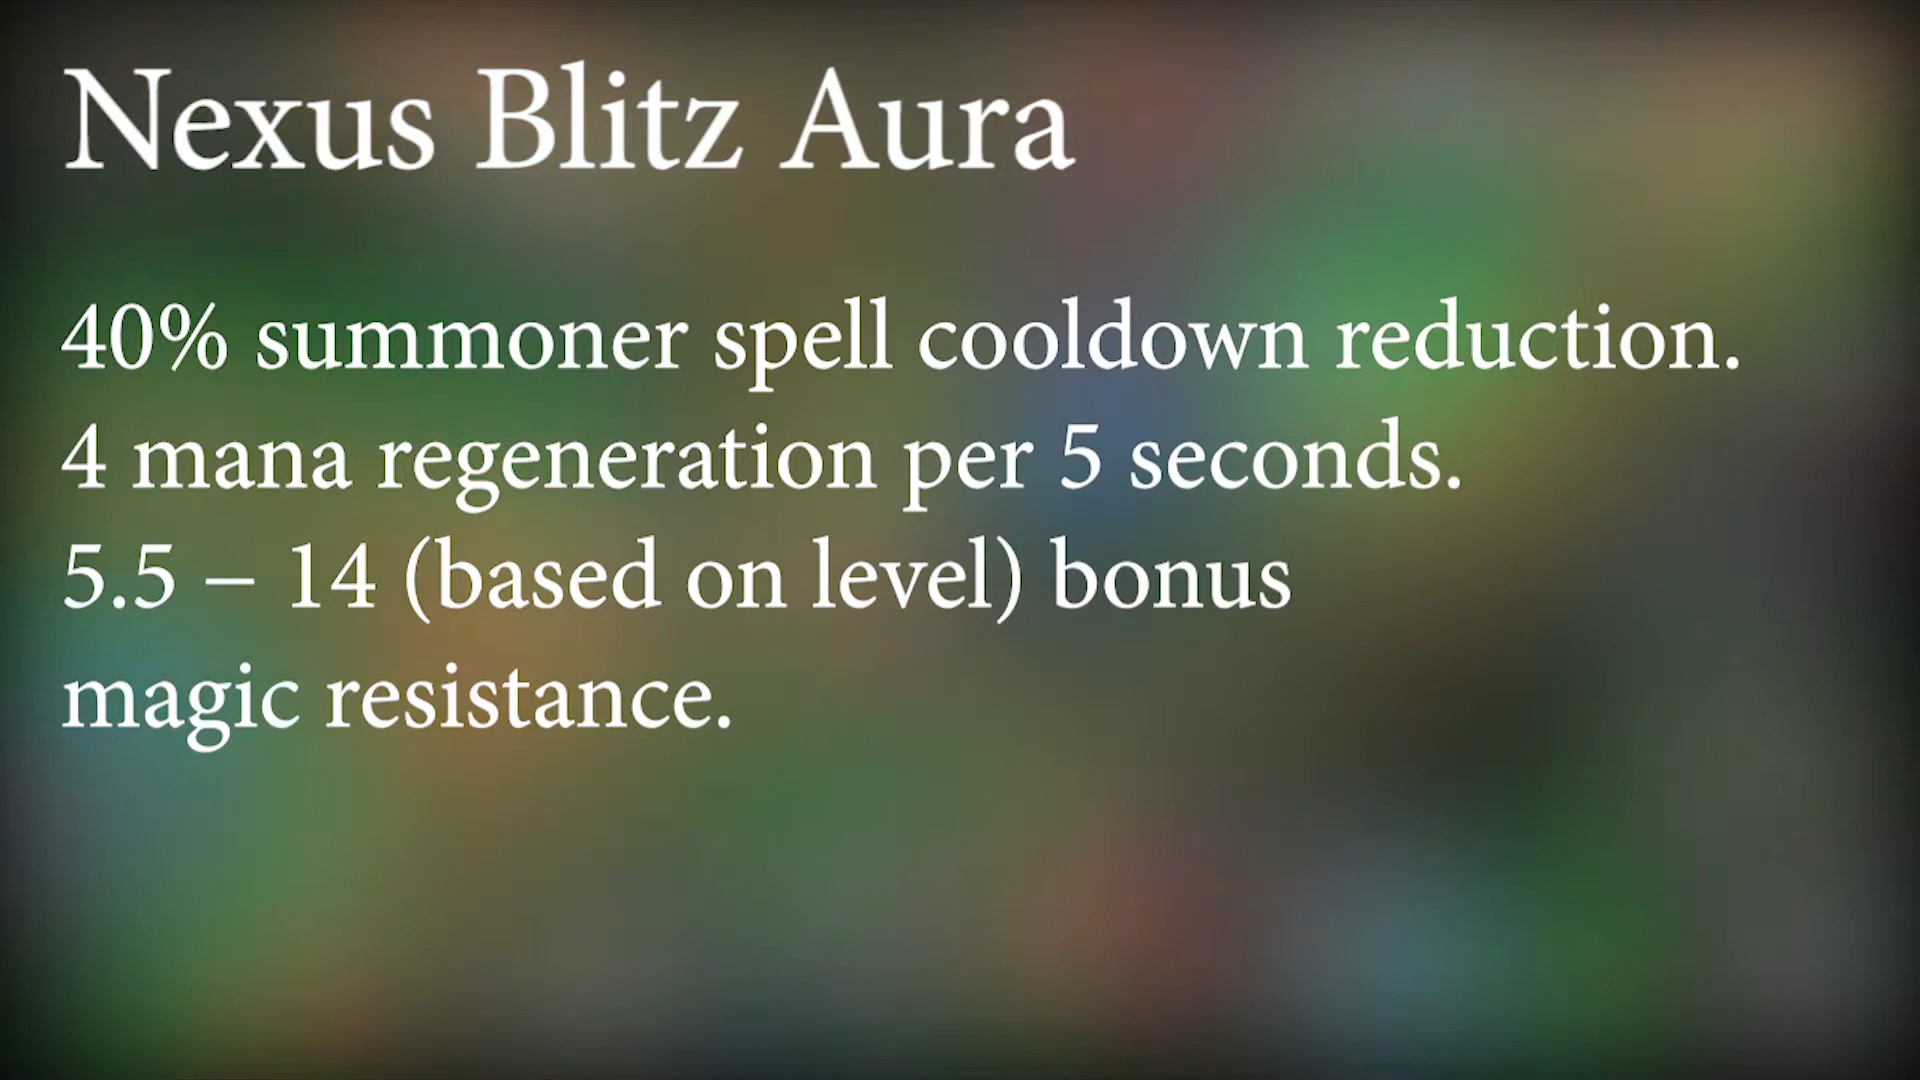 Nexus Blitz Aura
40% summoner spell cooldown reduction.
4 mana regeneration per 5 seconds.
5.5 – 14 (based on level) bonus
magic resistance.